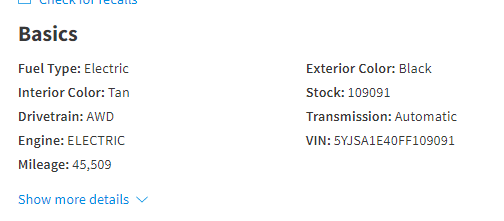 Check for recalls
Basics
Fuel Type: Electric
Exterior Color: Black
Interior Color: Tan
Stock: 109091
Drivetrain: AWD
Transmission: Automatic
Engine: ELECTRIC
VIN: 5YJSA1E40FF109091
Mileage: 45,509
Show more details